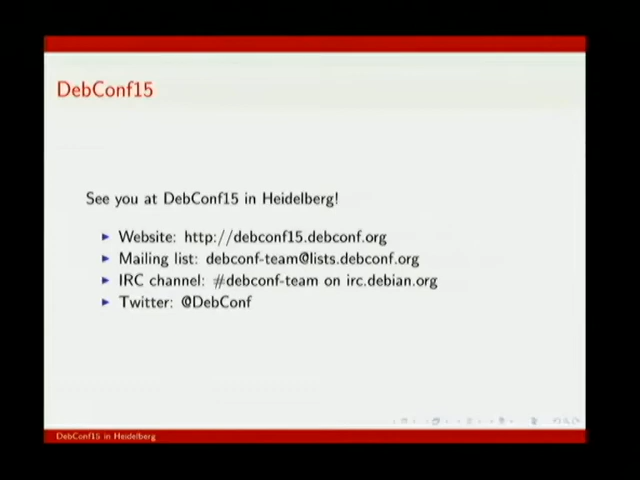 DebConf15
See you at DebConf15 in Heidelberg!
Website: http://debconf15.debconf.org
Mailing list: debconf-team@lists.debconf.org
IRC channel: #debconf-team on irc.debian.org
Twitter: @DebConf
DebConf15 in Heidelberg